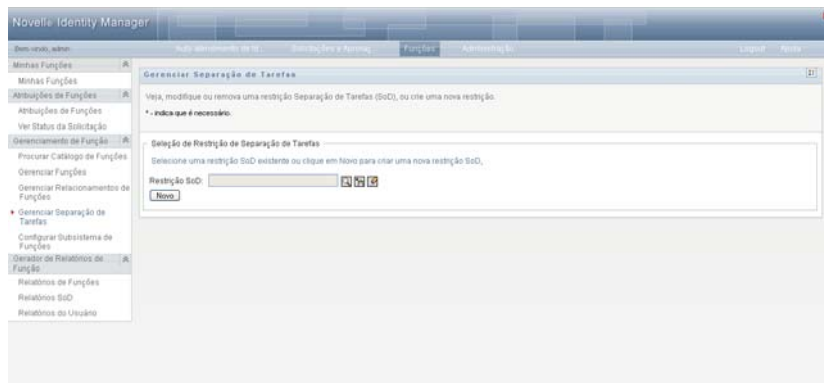 Novell® Identity Manager
Bem-vindo, admin
Funções
Administração
Logout
Ajuda
Minhas Funções
Minhas Funções
Atribuições de Funções
Atribuições de Funções
Ver Status da Solicitação
Gerenciamento de Função
Procurar Catálogo de Funções
Gerenciar Funções
Gerenciar Relacionamentos de
Funções
Gerenciar Separação de
Tarefas
Configurar Subsistema de
Funções
Gerador de Relatórios de
Função
Relatórios de Funções
Relatórios SoD
Relatórios do Usuário
Gerenciar Separação de Tarefas
Veja, modifique ou remova uma restrição Separação de Tarefas (SoD), ou crie uma nova restrição.
* - indica que é necessário.
Seleção de Restrição de Separação de Tarefas
Selecione uma restrição SoD existente ou clique em Novo para criar uma nova restrição SoD.
Restrição SoD:
Novo